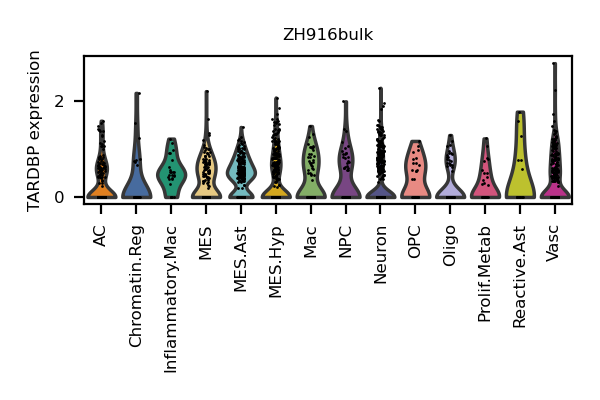 ZH916bulk
TARDBP expression
2
0
AC
Chromatin.Reg
Inflammatory.Mac
MES
MES.Ast
MES.Hyp
Mac
NPC
Neuron
OPC
Oligo
Prolif.Metab
Reactive.Ast
Vasc